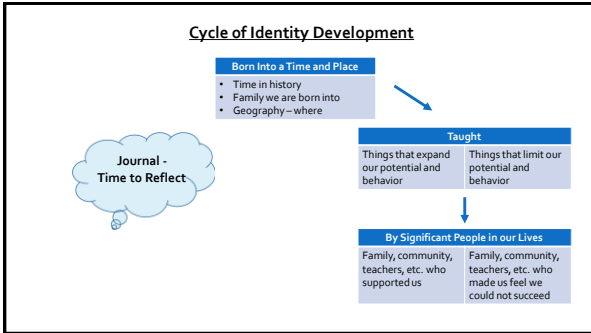 Cycle of Identity Development
Born Into a Time and Place
• Time in history
• Family we are born into
• Geography – where
Journal -
Time to Reflect
Taught
Things that expand
our potential and
behavior
Things that limit our
potential and
behavior
By Significant People in our Lives
Family, community,
teachers, etc. who
supported us
Family, community,
teachers, etc. who
made us feel we
could not succeed